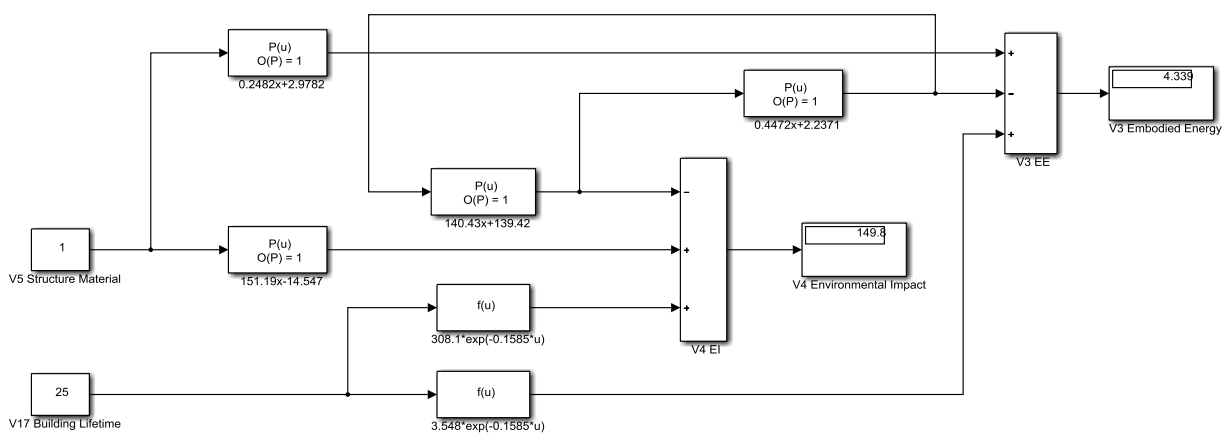 P(u)
O(P) = 1
0.2482x+2.9782
+
4.339
V3 Embodied Energy
P(u)
O(P) = 1
0.4472x+2.2371
−
+
V3 EE
P(u)
O(P) = 1
140.43x+139.42
−
1
V5 Structure Material
P(u)
O(P) = 1
151.19x-14.547
+
149.8
V4 Environmental Impact
f(u)
308.1*exp(-0.1585*u)
+
V4 EI
25
V17 Building Lifetime
f(u)
3.548*exp(-0.1585*u)